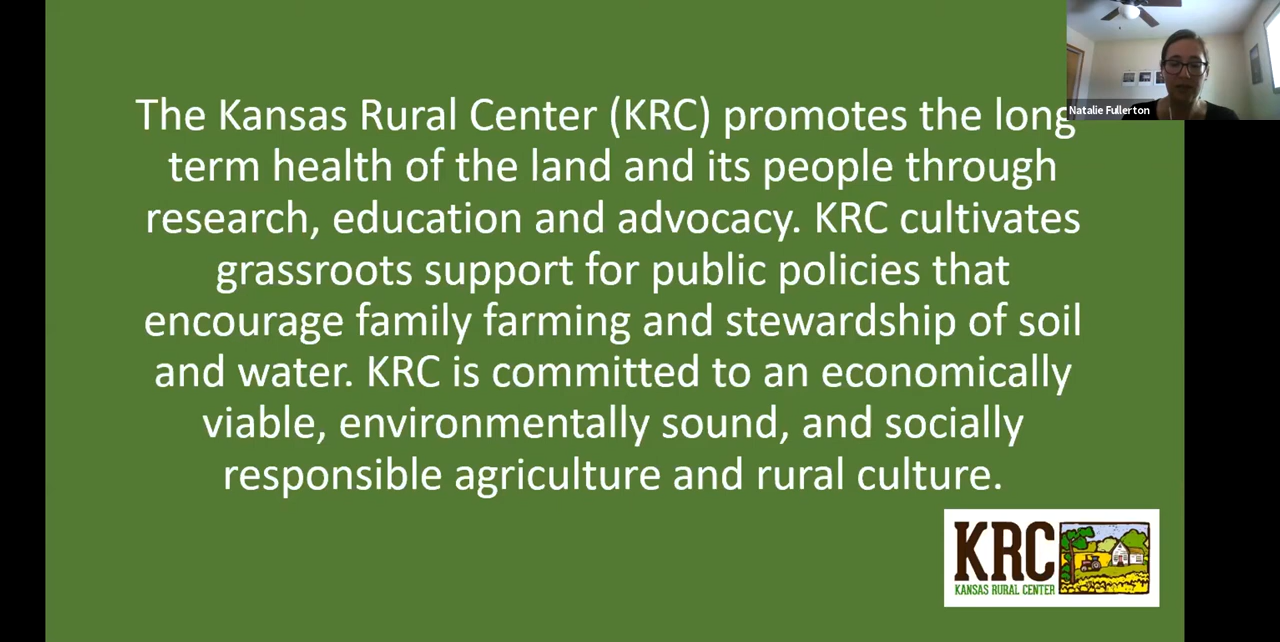 The Kansas Rural Center (KRC) promotes the long
term health of the land and its people through
research, education and advocacy. KRC cultivates
grassroots support for public policies that
encourage family farming and stewardship of soil
and water. KRC is committed to an economically
viable, environmentally sound, and socially
responsible agriculture and rural culture.
Natalie Fullerton
KRC
KANSAS RURAL CENTER